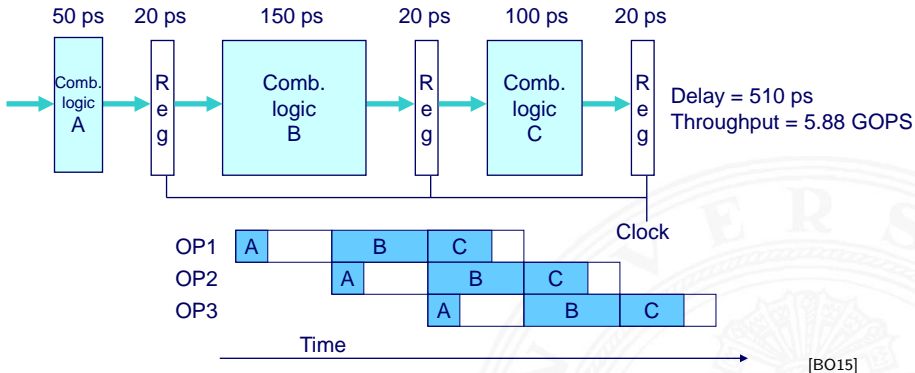 50 ps 20 ps 150 ps 20 ps 100 ps 20 ps
Comb.
logic
A
R
e
g
Comb.
logic
B
R
e
g
Comb.
logic
C
R
e
g
Delay = 510 ps
Throughput = 5.88 GOPS
Clock
OP1 A B C
OP2 A B C
OP3 A B C
Time
[BO15]
V E R S